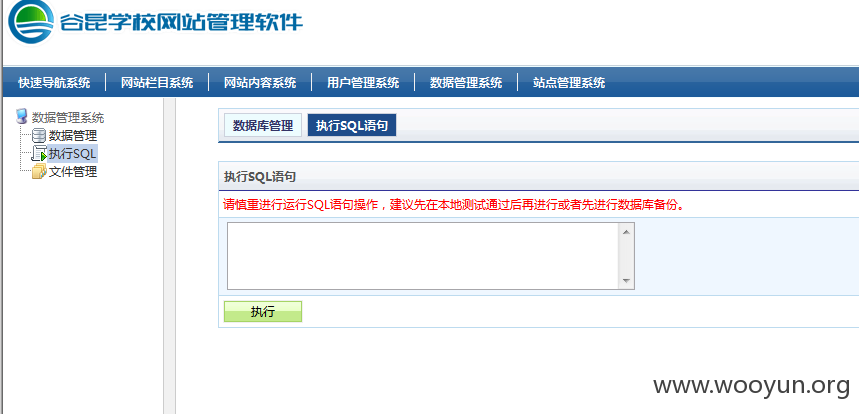 谷昆学校网站管理软件
快速导航系统 网站栏目系统 网站内容系统 用户管理系统 数据管理系统 站点管理系统
数据管理系统
数据管理
执行SQL
文件管理
数据库管理 执行SQL语句
执行SQL语句
请慎重进行运行SQL语句操作，建议先在本地测试通过后再进行或者先进行数据库备份。
执行
www.wooyun.org